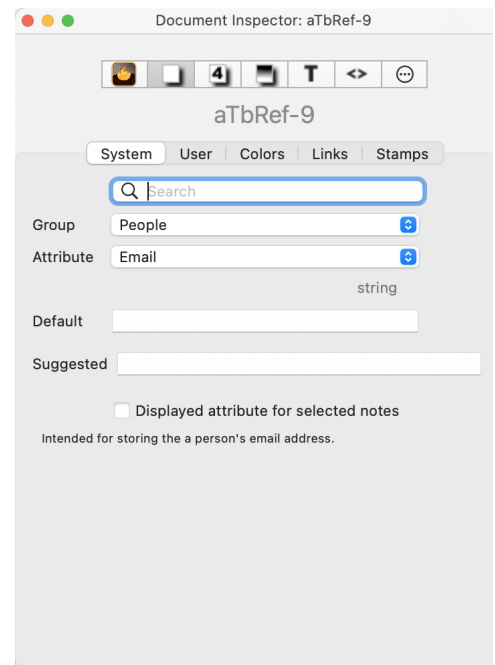 Document Inspector: aTbRef-9
4 T <>
aTbRef-9
System User Colors Links Stamps
Search
Group People
Attribute Email
string
Default
Suggested
Displayed attribute for selected notes
Intended for storing the a person's email address.